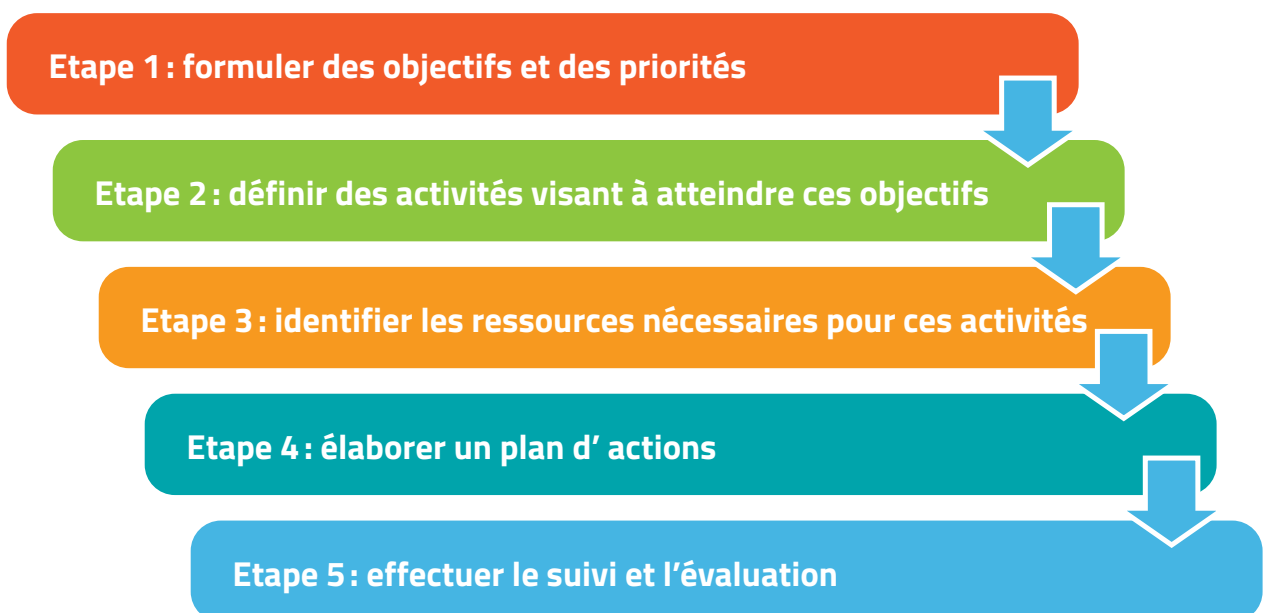 Etape 1 : formuler des objectifs et des priorités
Etape 2 : définir des activités visant à atteindre ces objectifs
Etape 3 : identifier les ressources nécessaires pour ces activités
Etape 4 : élaborer un plan d’ actions
Etape 5 : effectuer le suivi et l’évaluation